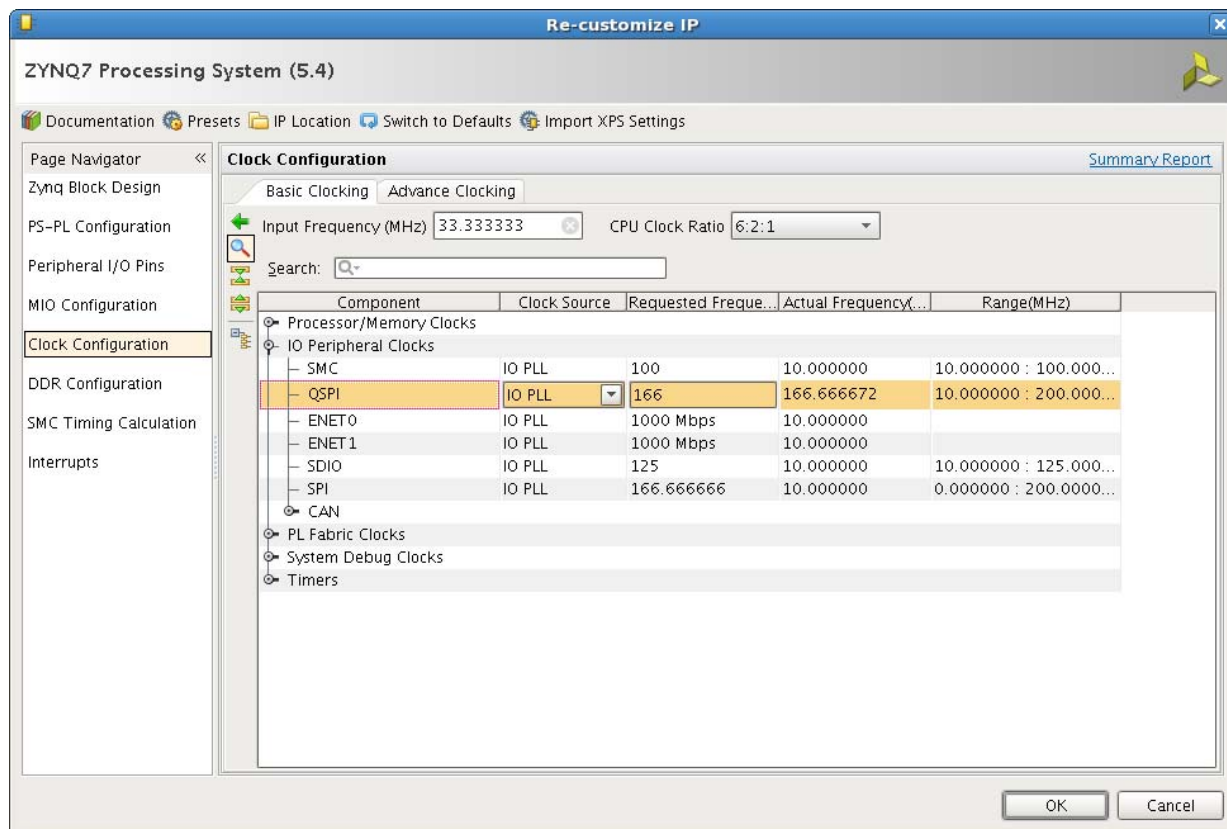 Re-customize IP
ZYNQ7 Processing System (5.4)
Documentation Presets IP Location Switch to Defaults Import XPS Settings
Page Navigator «
Zynq Block Design
PS-PL Configuration
Peripheral I/O Pins
MIO Configuration
Clock Configuration
DDR Configuration
SMC Timing Calculation
Interrupts
Clock Configuration Summary Report
Basic Clocking Advance Clocking
Input Frequency (MHz) 33.333333 CPU Clock Ratio 6:2:1
Search:
Component Clock Source Requested Freque... Actual Frequency(... Range(MHz)
Processor/Memory Clocks
IO Peripheral Clocks
SMC IO PLL 100 10.000000 10.000000 : 100.000...
QSPI IO PLL 166 166.666672 10.000000 : 200.000...
ENET0 IO PLL 1000 Mbps 10.000000
ENET1 IO PLL 1000 Mbps 10.000000
SDIO IO PLL 125 10.000000 10.000000 : 125.000...
SPI IO PLL 166.666666 10.000000 0.000000 : 200.0000...
CAN
PL Fabric Clocks
System Debug Clocks
Timers
OK Cancel